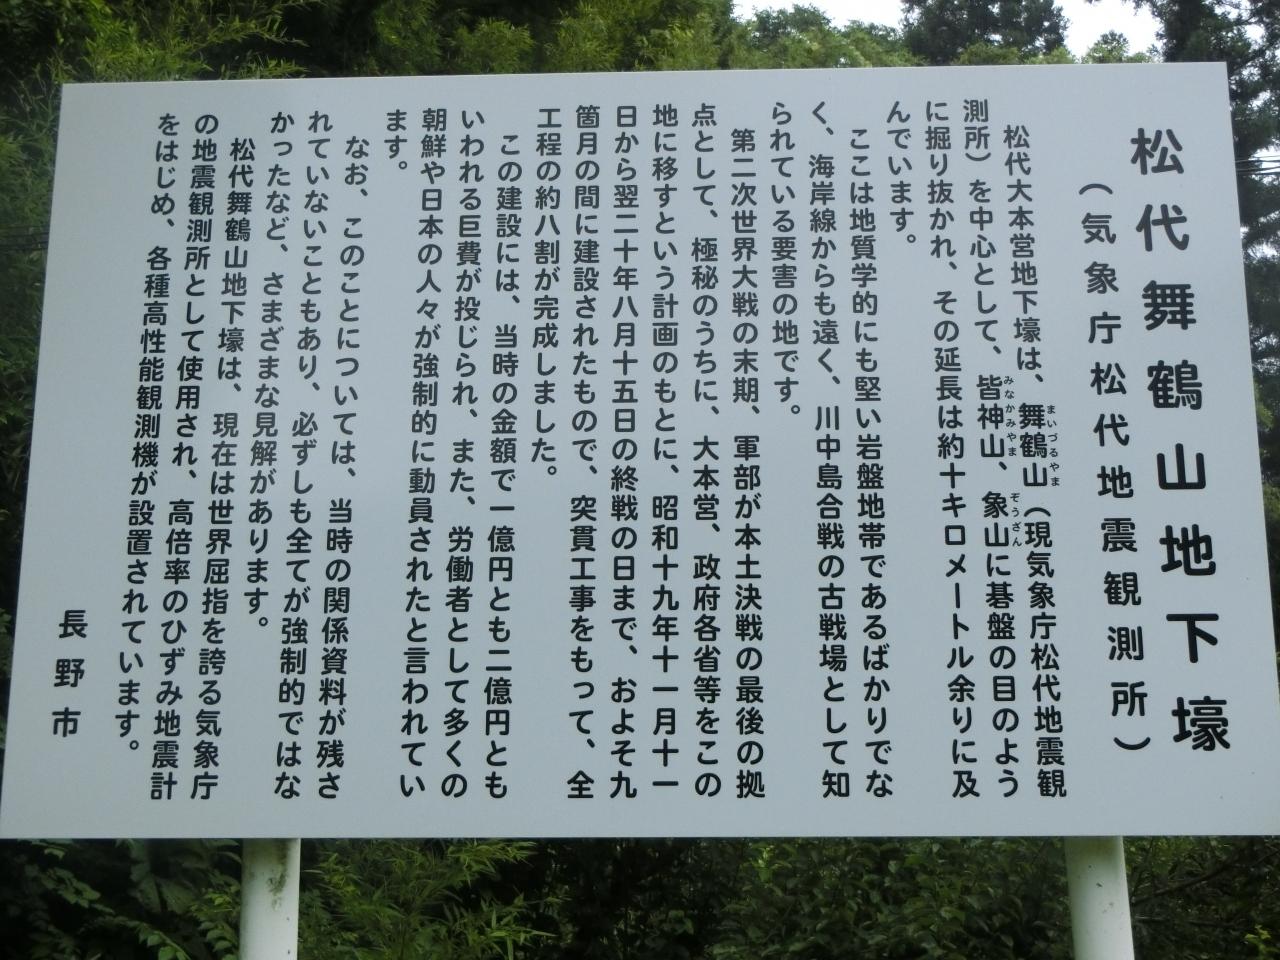 松代舞鶴山地下壕
（気象庁松代地震観測所）
松代大本営地下壕は、舞鶴山（現気象庁松代地震観
測所）を中心として、皆神山、象山に碁盤の目のよう
に掘り抜かれ、その延長は約十キロメートル余りに及
んでいます。
ここは地質学的にも堅い岩盤地帯であるばかりでな
く、海岸線からも遠く、川中島合戦の古戦場として知
られている要害の地です。
第二次世界大戦の末期、軍部が本土決戦の最後の拠
点として、極秘のうちに、大本営、政府各省等をこの
地に移すという計画のもとに、昭和十九年十一月十一
日から翌二十年八月十五日の終戦の日まで、およそ九
箇月の間に建設されたもので、突貫工事をもって、全
工程の約八割が完成しました。
この建設には、当時の金額で一億円とも二億円とも
いわれる巨費が投じられ、また、労働者として多くの
朝鮮や日本の人々が強制的に動員されたと言われてい
ます。
なお、このことについては、当時の関係資料が残さ
れていないこともあり、必ずしも全てが強制的ではな
かったなど、さまざまな見解があります。
松代舞鶴山地下壕は、現在は世界屈指を誇る気象庁
の地震観測所として使用され、高倍率のひずみ地震計
をはじめ、各種高性能観測機が設置されています。
長野市
まいづるやま
みなかみやま
ぞうざん